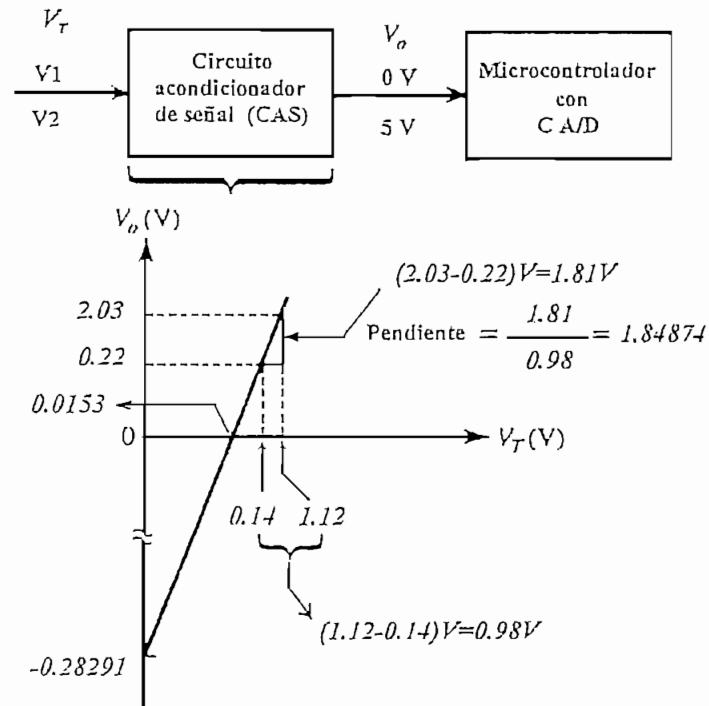 V_T
V1
V2
Circuito
acondicionador
de señal (CAS)
V_o
0 V
5 V
Microcontrolador
con
C A/D
V_o (V)
(2.03-0.22)V=1.81V
2.03
Pendiente = 1.81 / 0.98 = 1.84874
0.22
0.0153
0
V_T (V)
0.14 1.12
(1.12-0.14)V=0.98V
-0.28291